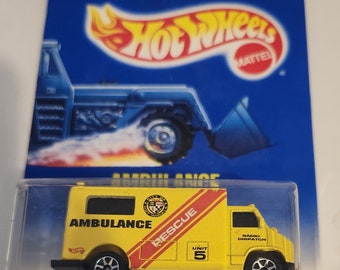 Hot Wheels
MATTEL
AMBULANCE
AMBULANCE
RESCUE
UNIT
5
RADIO
DISPATCH